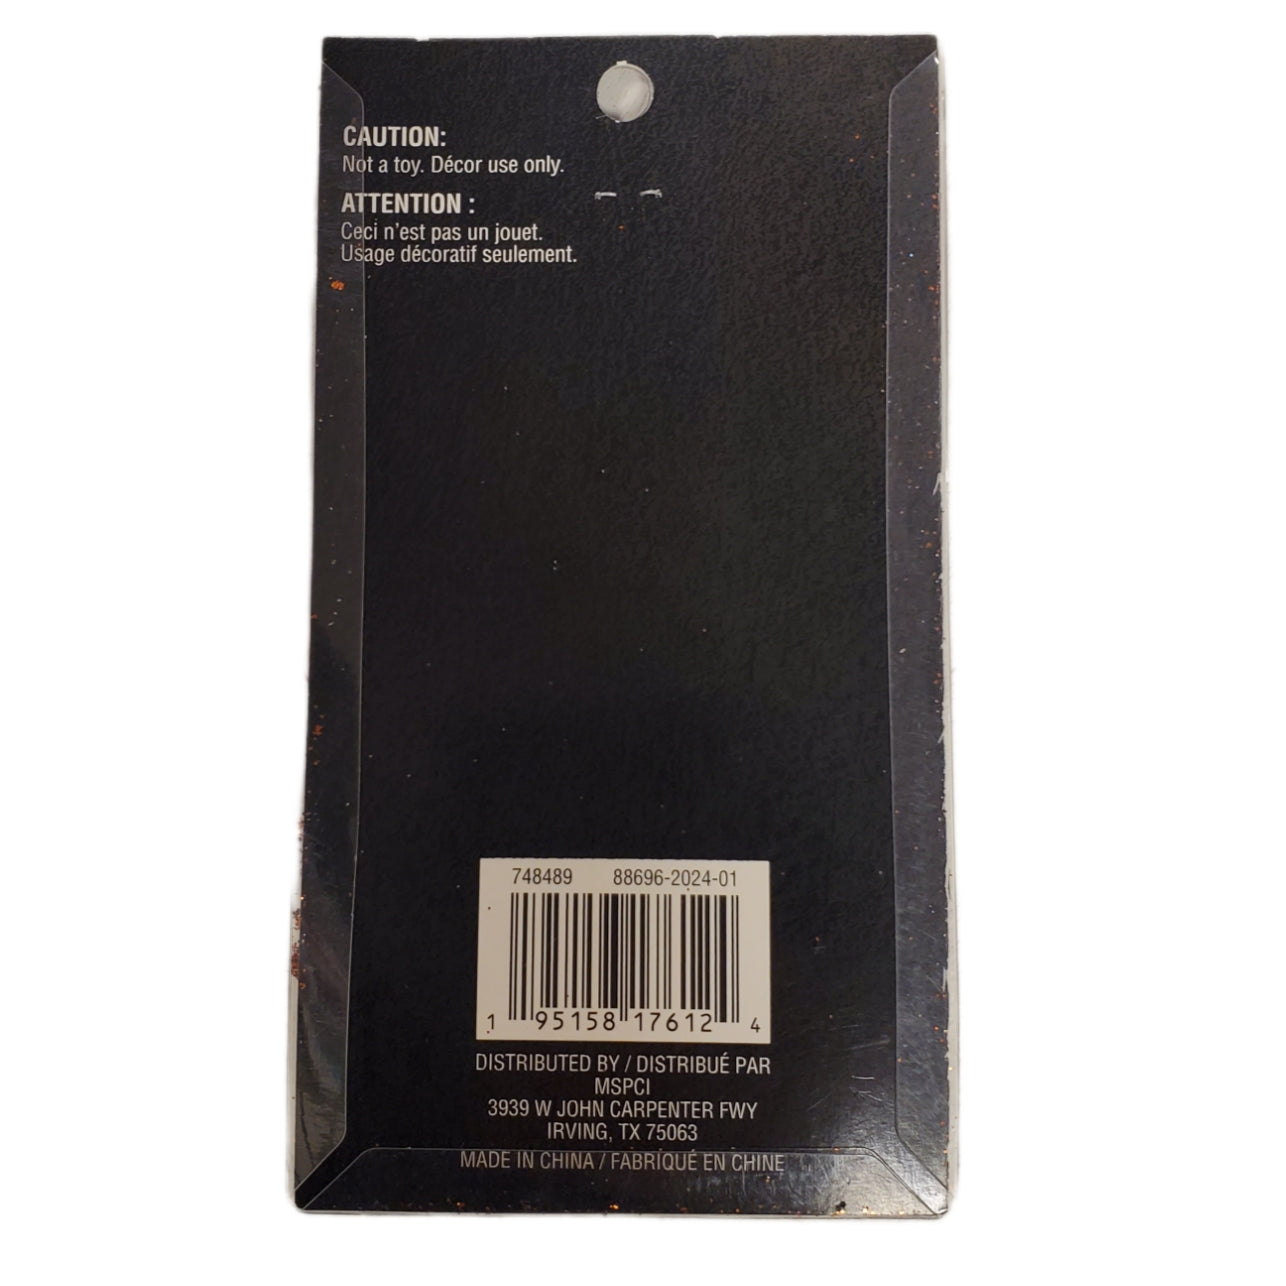 CAUTION:
Not a toy. Décor use only.
ATTENTION :
Ceci n'est pas un jouet.
Usage décoratif seulement.
748489 88696-2024-01
1 95158 17612 4
DISTRIBUTED BY / DISTRIBUÉ PAR
MSPCI
3939 W JOHN CARPENTER FWY
IRVING, TX 75063
MADE IN CHINA / FABRIQUÉ EN CHINE